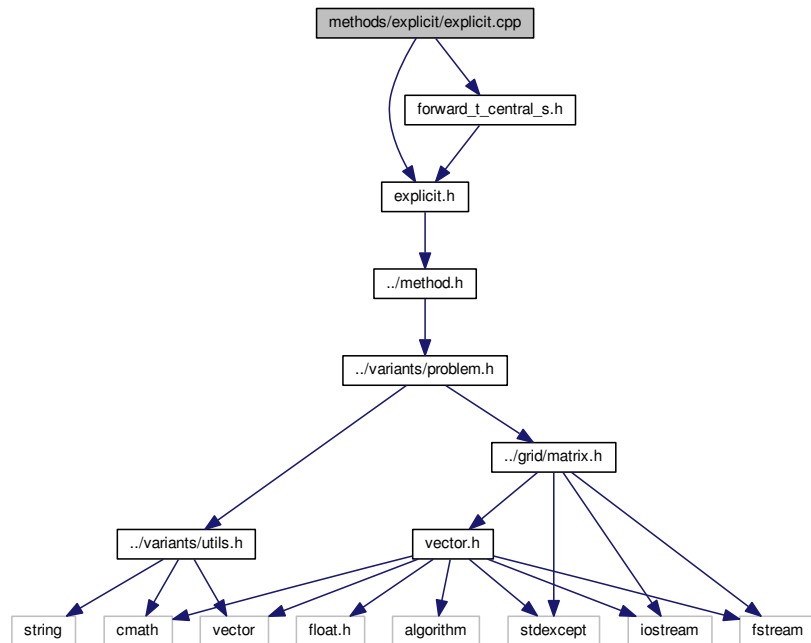 methods/explicit/explicit.cpp
forward_t_central_s.h
explicit.h
../method.h
../variants/problem.h
../grid/matrix.h
../variants/utils.h
vector.h
string
cmath
vector
float.h
algorithm
stdexcept
iostream
fstream